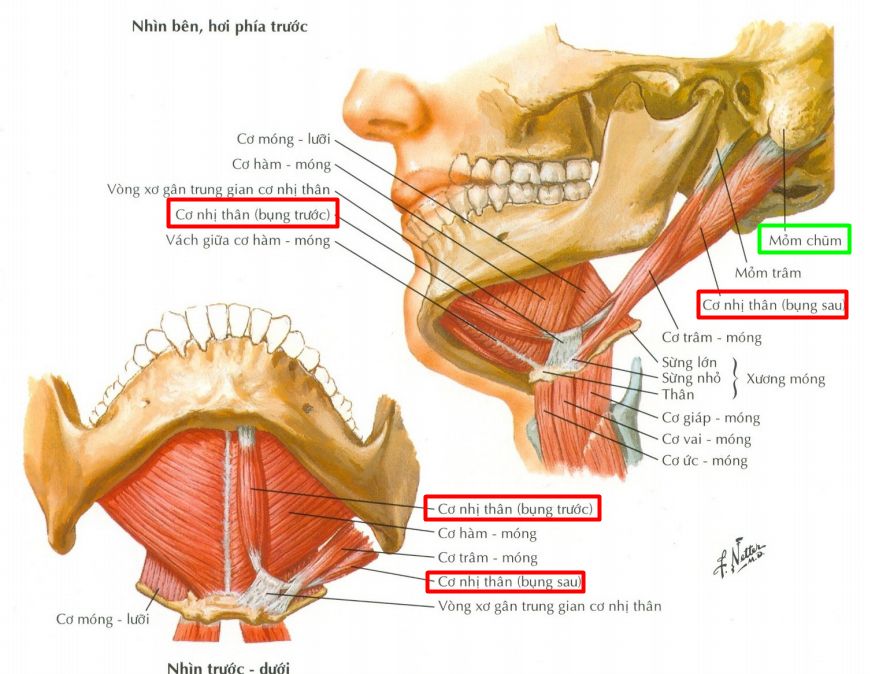 Nhìn bên, hơi phía trước
Cơ móng - lưỡi
Cơ hàm - móng
Vòng xơ gân trung gian cơ nhị thân
Cơ nhị thân (bụng trước)
Vách giữa cơ hàm - móng
Mỏm chũm
Mỏm trâm
Cơ nhị thân (bụng sau)
Cơ trâm - móng
Sừng lớn
Sừng nhỏ
Thân
Xương móng
Cơ giáp - móng
Cơ vai - móng
Cơ ức - móng
Cơ nhị thân (bụng trước)
Cơ hàm - móng
Cơ trâm - móng
Cơ nhị thân (bụng sau)
Vòng xơ gân trung gian cơ nhị thân
Cơ móng - lưỡi
F. Netter
M.D.
Nhìn trước - dưới